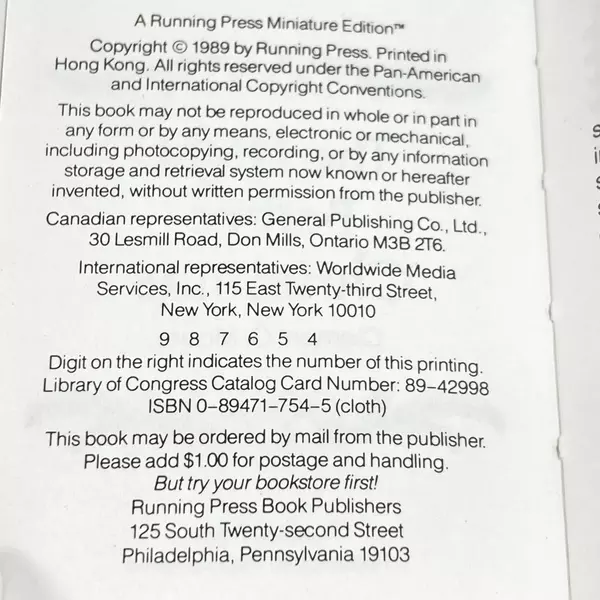 A Running Press Miniature Edition™
Copyright © 1989 by Running Press. Printed in
Hong Kong. All rights reserved under the Pan-American
and International Copyright Conventions.
This book may not be reproduced in whole or in part in
any form or by any means, electronic or mechanical,
including photocopying, recording, or by any information
storage and retrieval system now known or hereafter
invented, without written permission from the publisher.
Canadian representatives: General Publishing Co., Ltd.,
30 Lesmill Road, Don Mills, Ontario M3B 2T6.
International representatives: Worldwide Media
Services, Inc., 115 East Twenty-third Street,
New York, New York 10010
9 8 7 6 5 4
Digit on the right indicates the number of this printing.
Library of Congress Catalog Card Number: 89–42998
ISBN 0–89471–754–5 (cloth)
This book may be ordered by mail from the publisher.
Please add $1.00 for postage and handling.
But try your bookstore first!
Running Press Book Publishers
125 South Twenty-second Street
Philadelphia, Pennsylvania 19103